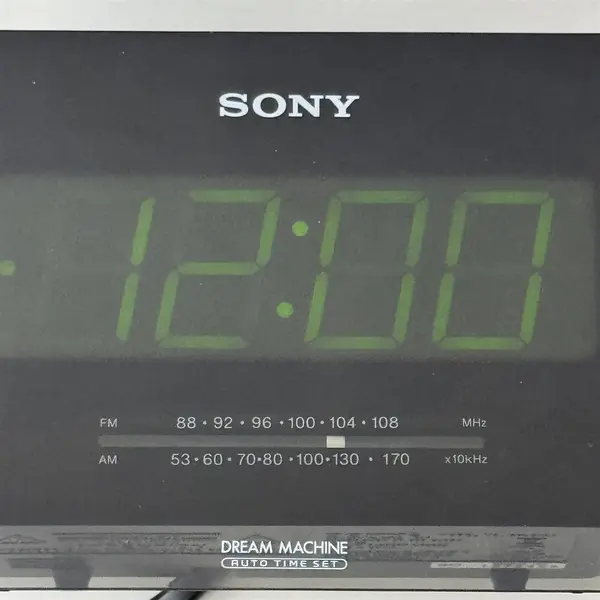 SONY
12:00
FM 88 • 92 • 96 • 100 • 104 • 108 MHz
AM 53 • 60 • 70•80 • 100•130 • 170 x10kHz
DREAM MACHINE
AUTO TIME SET